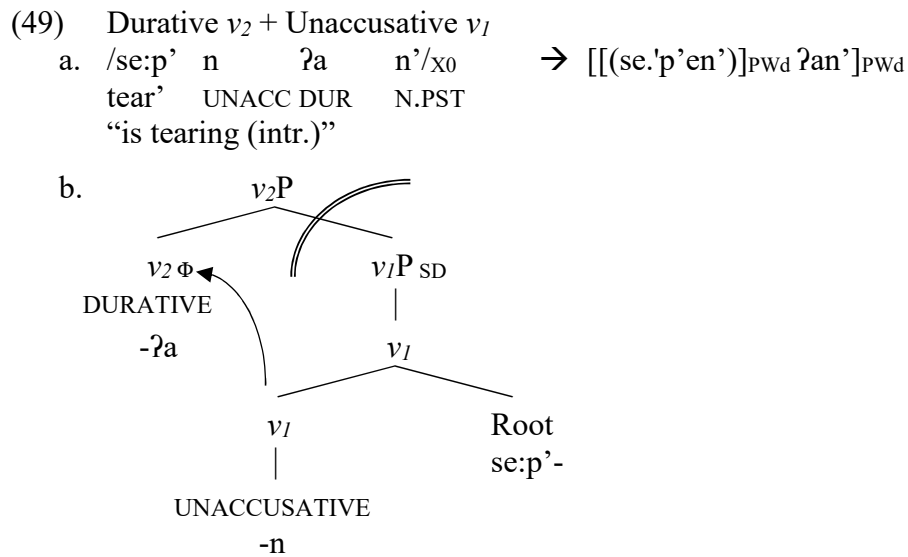 (49) Durative v₂ + Unaccusative v₁
a. /se:p’ n ʔa n’/X0 → [[(se.'p’en’)]PWd ʔan’]PWd
tear’ UNACC DUR N.PST
“is tearing (intr.)”
b. v₂P
v₂ Φ v₁P SD
DURATIVE
-ʔa v₁
v₁ Root
se:p’-
UNACCUSATIVE
-n